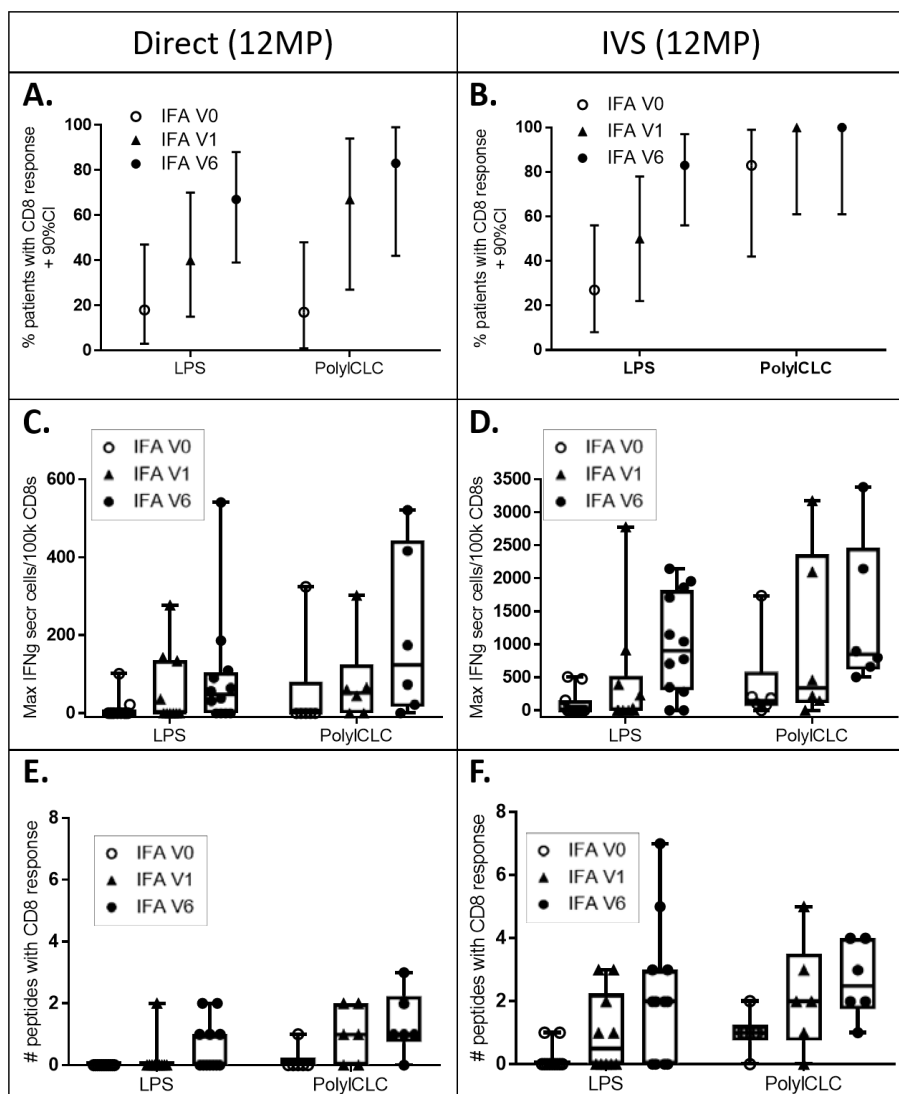 Direct (12MP)
IVS (12MP)
A.
IFA V0
IFA V1
IFA V6
% patients with CD8 response
+ 90%CI
100
80
60
40
20
0
LPS
PolyICLC
B.
IFA V0
IFA V1
IFA V6
% patients with CD8 response
+ 90%CI
100
80
60
40
20
0
LPS
PolyICLC
C.
IFA V0
IFA V1
IFA V6
Max IFNg secr cells/100k CD8s
600
400
200
0
LPS
PolyICLC
D.
IFA V0
IFA V1
IFA V6
Max IFNg secr cells/100k CD8s
3500
3000
2500
2000
1500
1000
500
0
LPS
PolyICLC
E.
IFA V0
IFA V1
IFA V6
# peptides with CD8 response
8
6
4
2
0
LPS
PolyICLC
F.
IFA V0
IFA V1
IFA V6
# peptides with CD8 response
8
6
4
2
0
LPS
PolyICLC